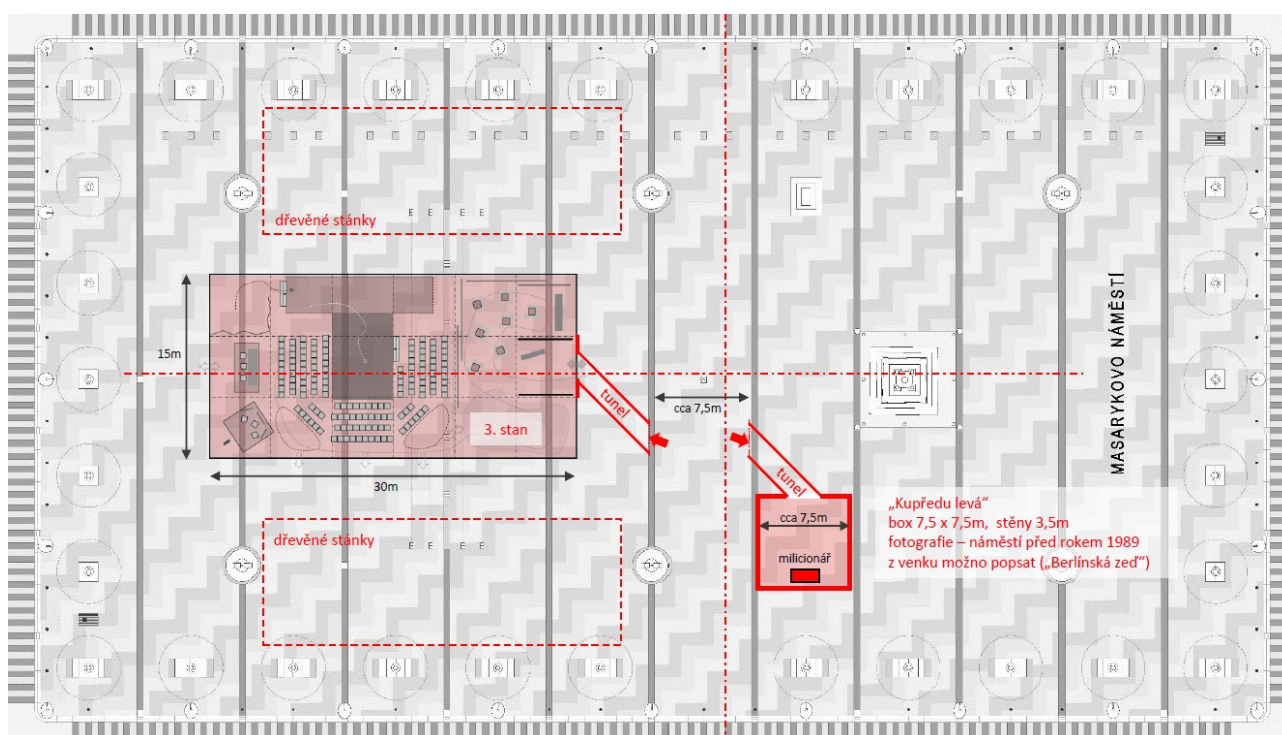 dřevěné stánky
E E E E
15m
3. stan
30m
tunel
cca 7,5m
MASARYKOVO NÁMĚSTÍ
tunel
cca 7,5m
milicionář
„Kupředu levá“
box 7,5 x 7,5m, stěny 3,5m
fotografie – náměstí před rokem 1989
z venku možno popsat („Berlínská zeď“)
dřevěné stánky
E E E E